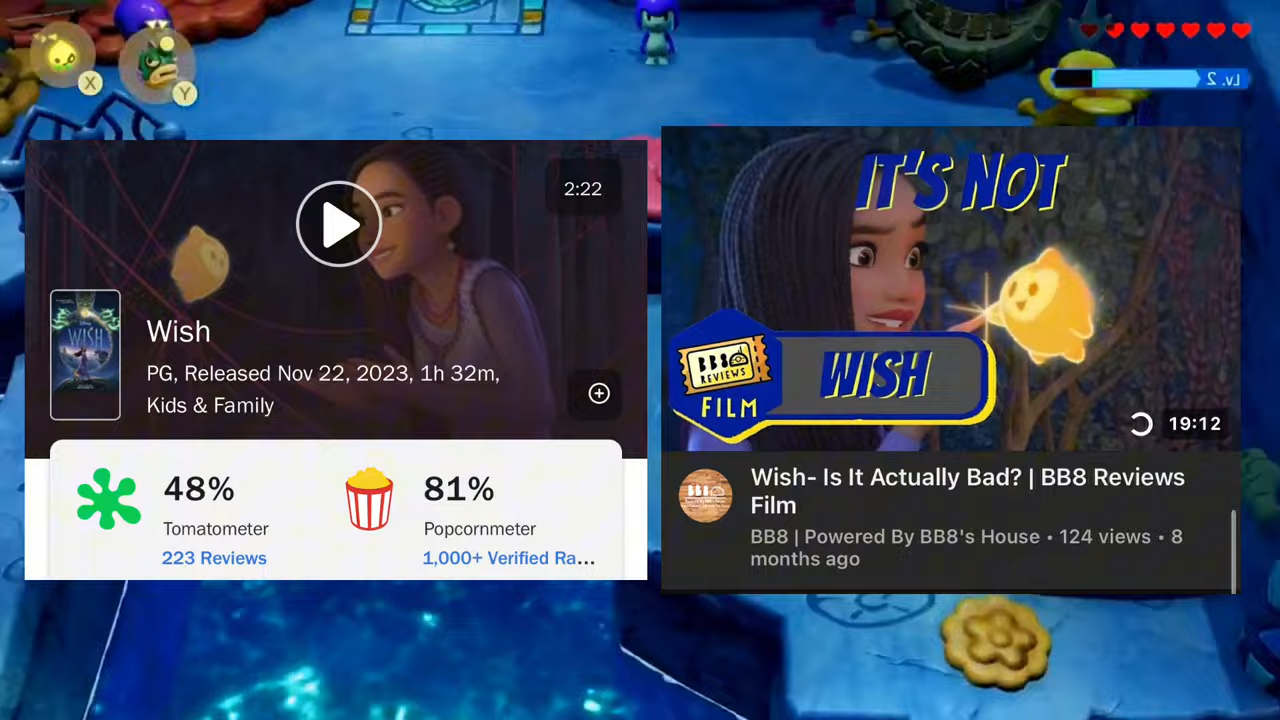 X
Y
Lv. 2
2:22
Wish
PG, Released Nov 22, 2023, 1h 32m,
Kids & Family
WISH
48%
Tomatometer
223 Reviews
81%
Popcornmeter
1,000+ Verified Ra...
IT'S NOT
BB8
REVIEWS
FILM
WISH
19:12
Wish- Is It Actually Bad? | BB8 Reviews
Film
BB8 | Powered By BB8's House • 124 views • 8
months ago